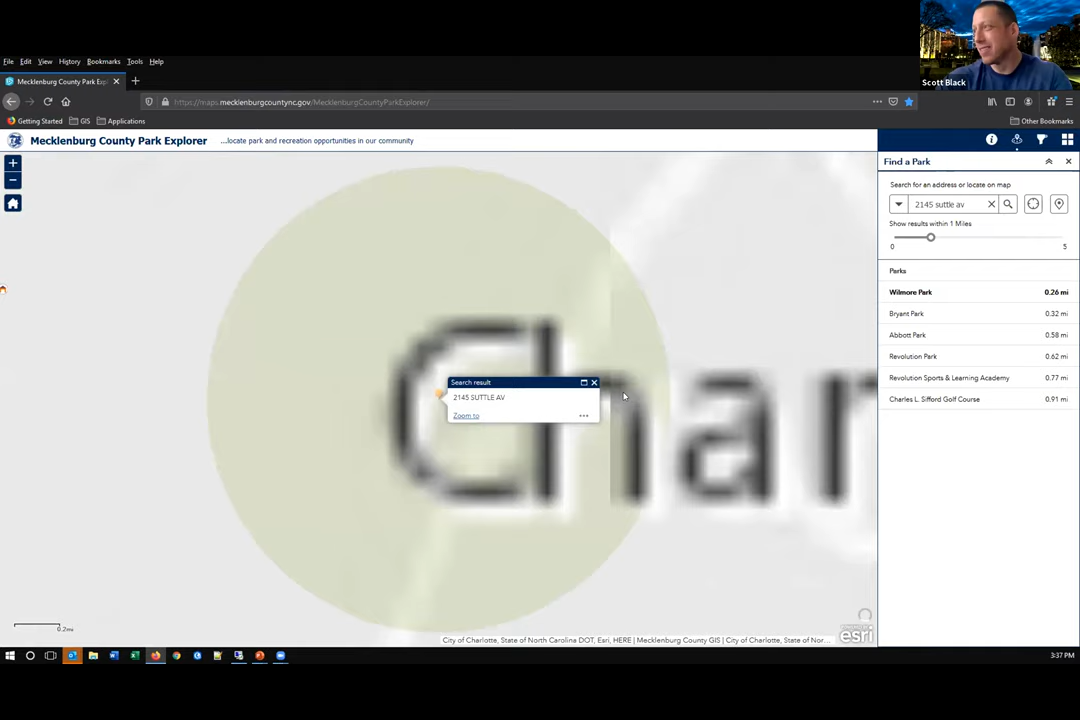 Scott Black
File Edit View History Bookmarks Tools Help
Mecklenburg County Park Exp
https://maps.mecklenburgcountync.gov/MecklenburgCountyParkExplorer/
Getting Started GIS Applications Other Bookmarks
Mecklenburg County Park Explorer ...locate park and recreation opportunities in our community
Find a Park
Search for an address or locate on map
2145 suttle av
Show results within 1 Miles
0 5
Parks
Wilmore Park 0.26 mi
Bryant Park 0.32 mi
Abbott Park 0.58 mi
Revolution Park 0.62 mi
Revolution Sports & Learning Academy 0.77 mi
Charles L. Sifford Golf Course 0.91 mi
Char
Search result
2145 SUTTLE AV
Zoom to
0.2mi
esri
City of Charlotte, State of North Carolina DOT, Esri, HERE | Mecklenburg County GIS | City of Charlotte, State of Nor...
3:37 PM